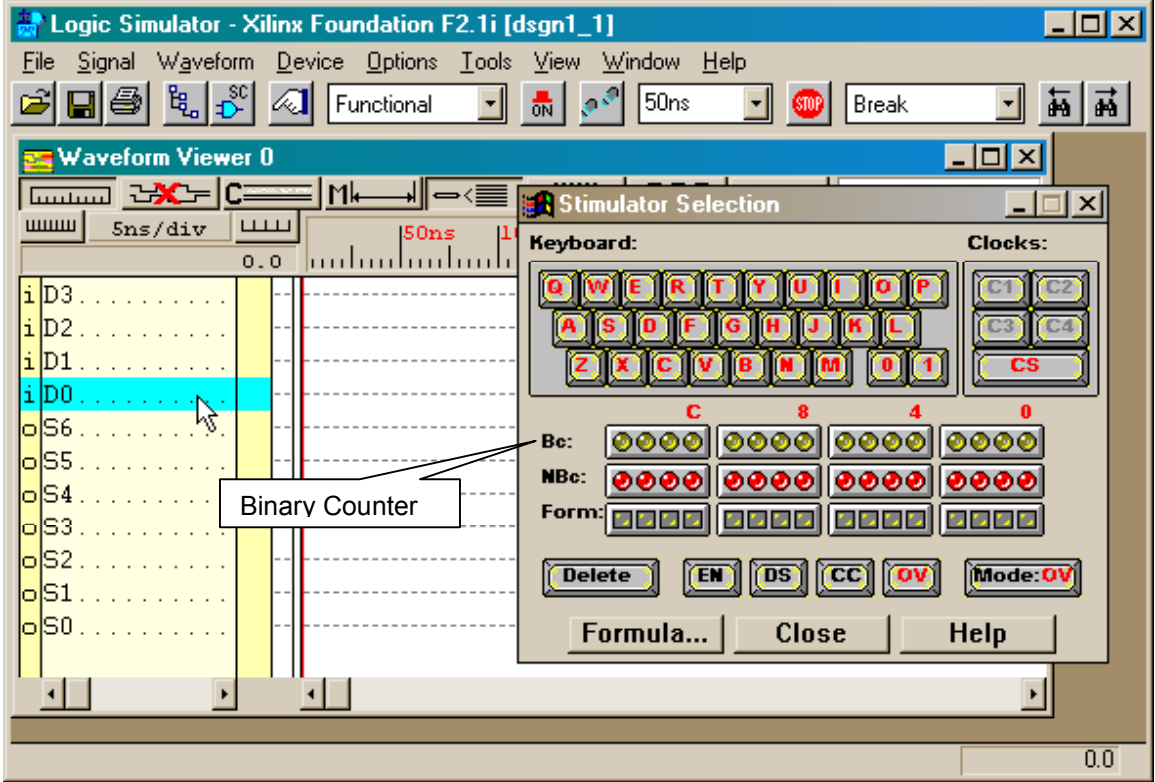 Logic Simulator - Xilinx Foundation F2.1i [dsgn1_1]
File Signal Waveform Device Options Tools View Window Help
SC Functional ON 50ns STOP Break
Waveform Viewer 0
C M
5ns/div 50ns
0.0
i D3...........
i D2...........
i D1...........
i D0...........
o S6...........
o S5...........
o S4...........
o S3...........
o S2...........
o S1...........
o S0...........
Binary Counter
Stimulator Selection
Keyboard: Clocks:
Q W E R T Y U I O P C1 C2
A S D F G H J K L C3 C4
Z X C V B N M 0 1 CS
C 8 4 0
Bc:
NBc:
Form:
Delete EN DS CC OV Mode:OV
Formula... Close Help
0.0